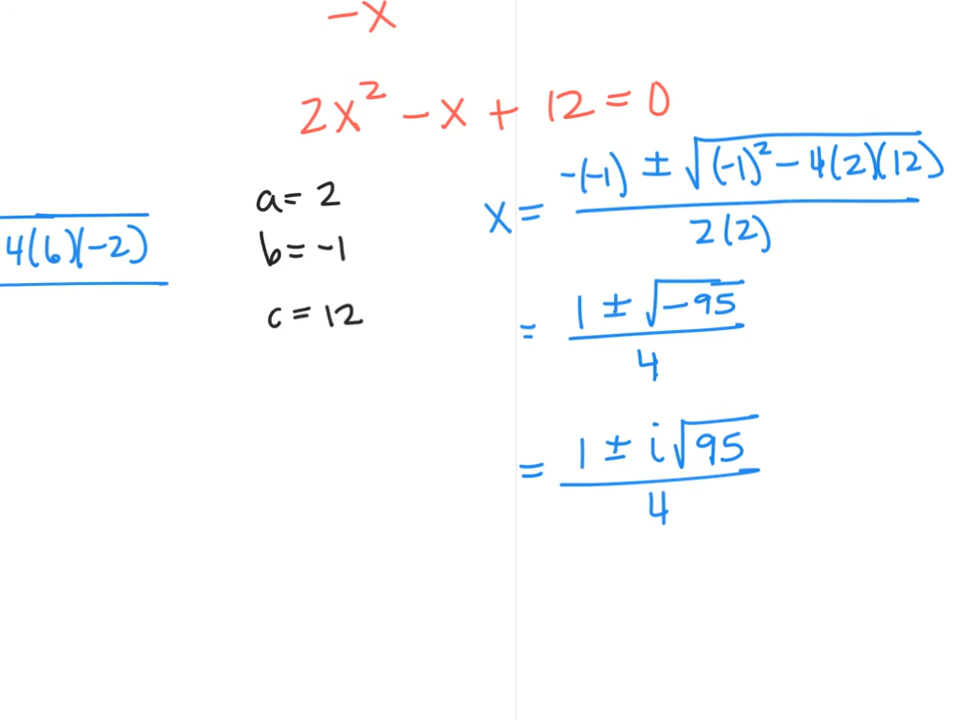 -x
2x² - x + 12 = 0
4(6)(-2)
a = 2
b = -1
c = 12
x = (-(-1) ± √((-1)² - 4(2)(12))) / 2(2)
= (1 ± √(-95)) / 4
= (1 ± i√95) / 4